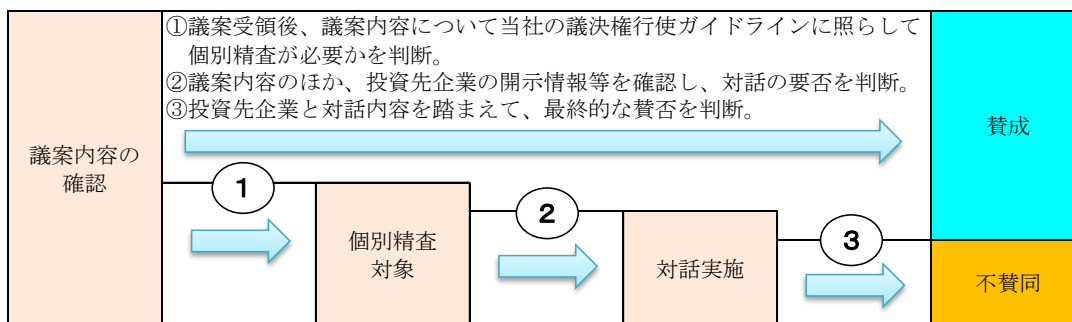 ①議案受領後、議案内容について当社の議決権行使ガイドラインに照らして
個別精査が必要かを判断。
②議案内容のほか、投資先企業の開示情報等を確認し、対話の要否を判断。
③投資先企業と対話内容を踏まえて、最終的な賛否を判断。
議案内容の
確認
1
個別精査
対象
2
対話実施
3
賛成
不賛同